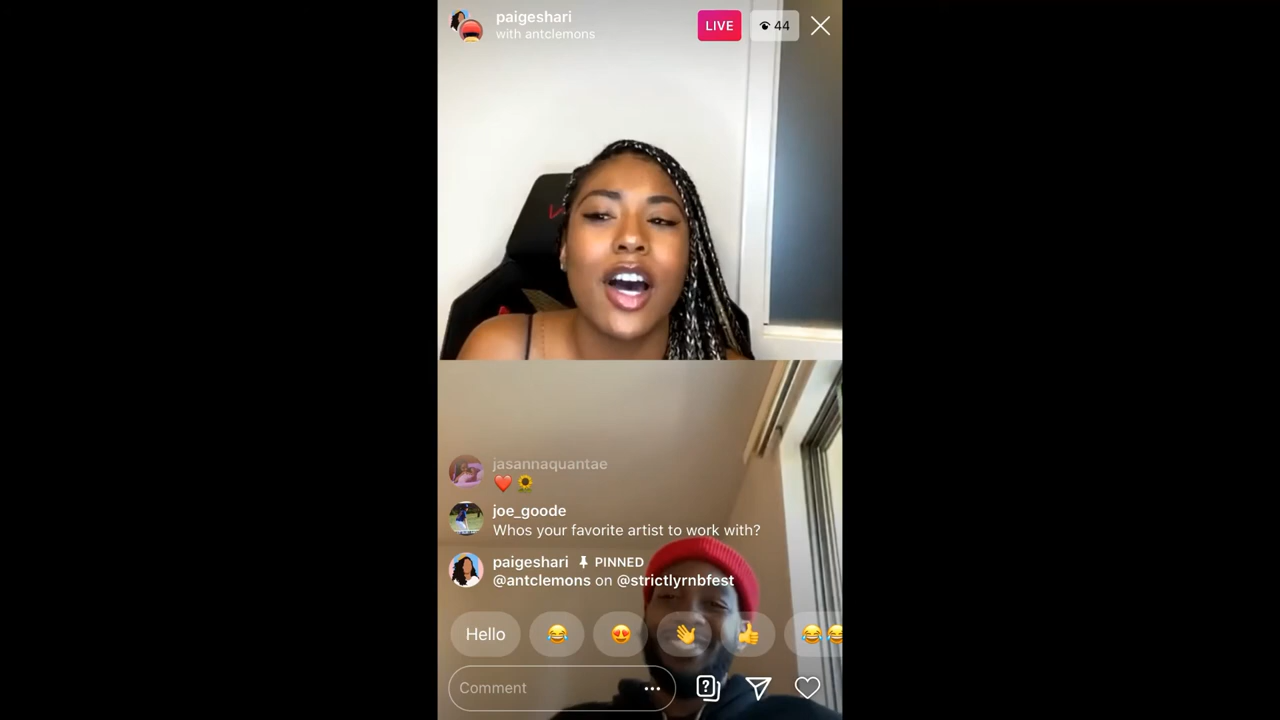 paigeshari
with antclemons
LIVE
44
jasannaquantae
joe_goode
Whos your favorite artist to work with?
paigeshari PINNED
@antclemons on @strictlyrnbfest
Hello
Comment